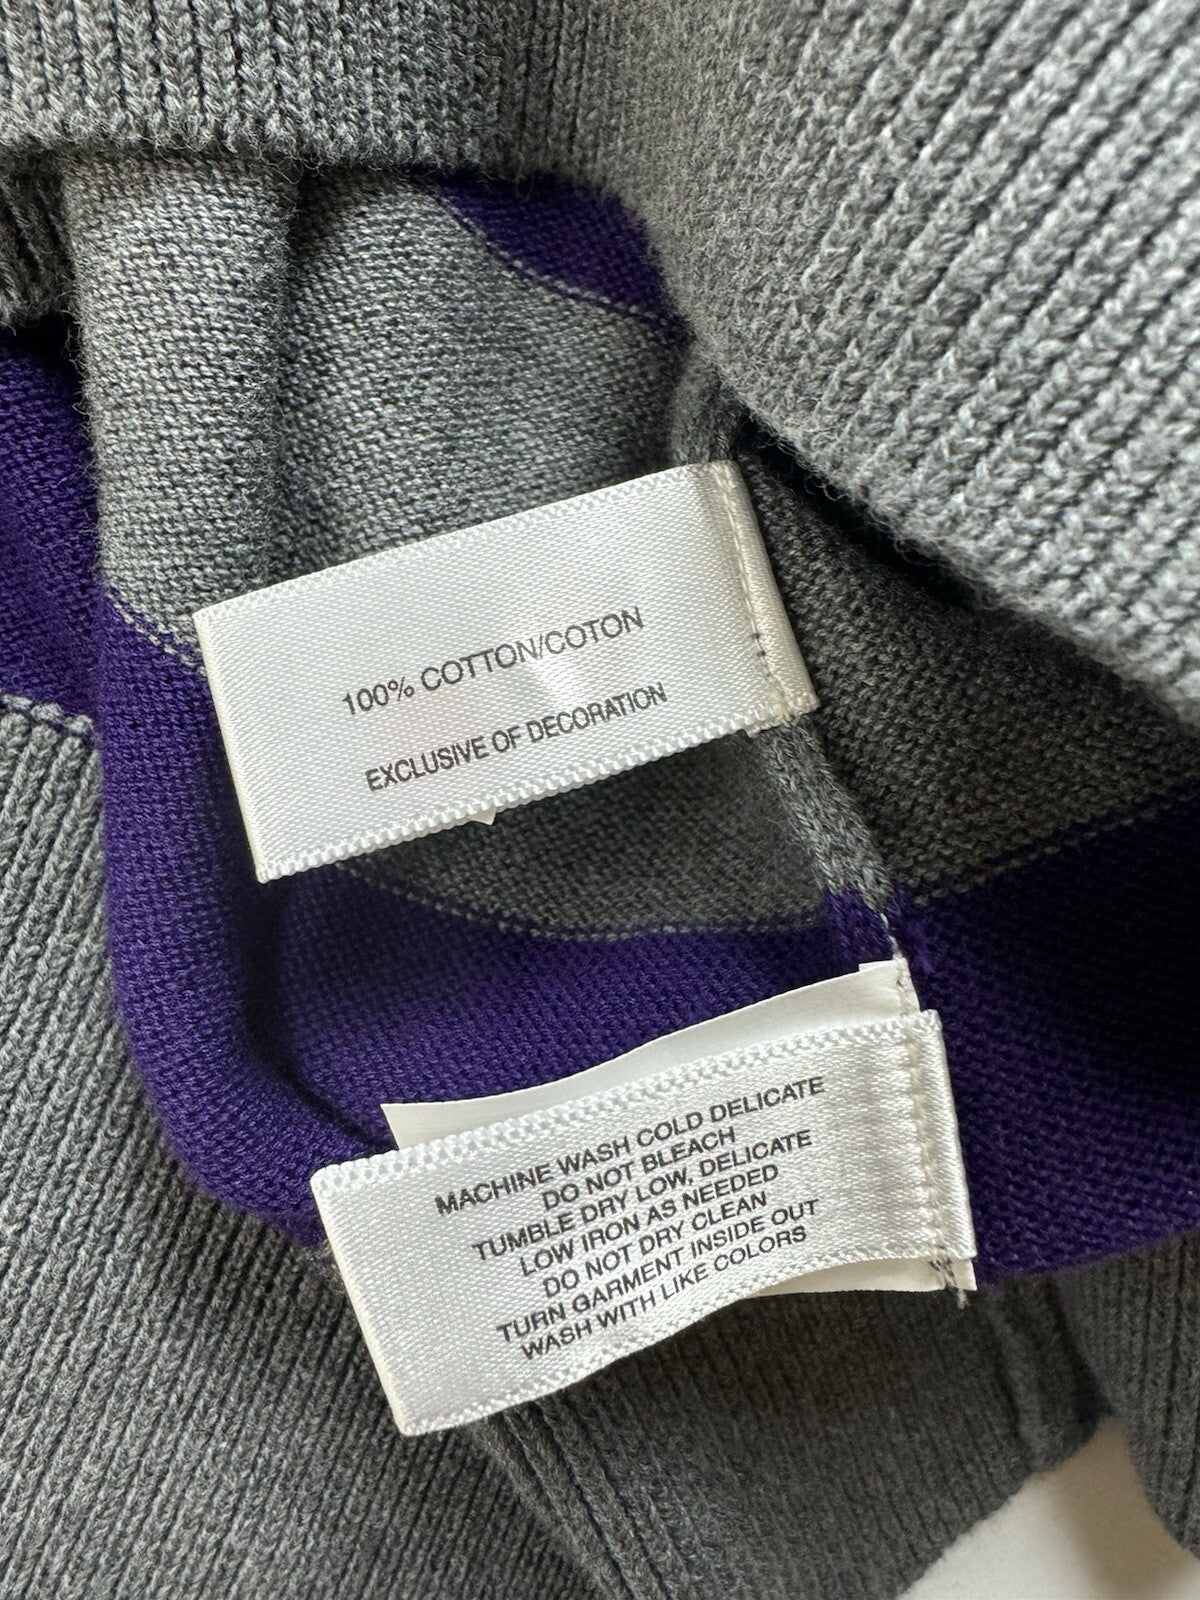 100% COTTON/COTON
EXCLUSIVE OF DECORATION
MACHINE WASH COLD DELICATE
DO NOT BLEACH
TUMBLE DRY LOW, DELICATE
LOW IRON AS NEEDED
DO NOT DRY CLEAN
TURN GARMENT INSIDE OUT
WASH WITH LIKE COLORS